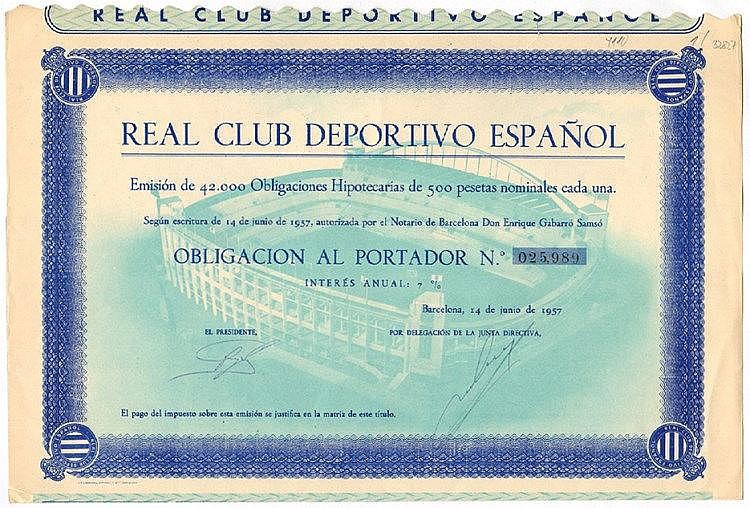 REAL CLUB DEPORTIVO ESPAÑOL
32827
REAL CLUB DEPORTIVO ESPAÑOL
Emisión de 42.000 Obligaciones Hipotecarias de 500 pesetas nominales cada una.
Según escritura de 14 de junio de 1957, autorizada por el Notario de Barcelona Don Enrique Gabarró Samsó
OBLIGACION AL PORTADOR N.º 025,989
INTERÉS ANUAL: 7 %
Barcelona, 14 de junio de 1957
EL PRESIDENTE,
POR DELEGACIÓN DE LA JUNTA DIRECTIVA,
El pago del impuesto sobre esta emisión se justifica en la matriz de este título.